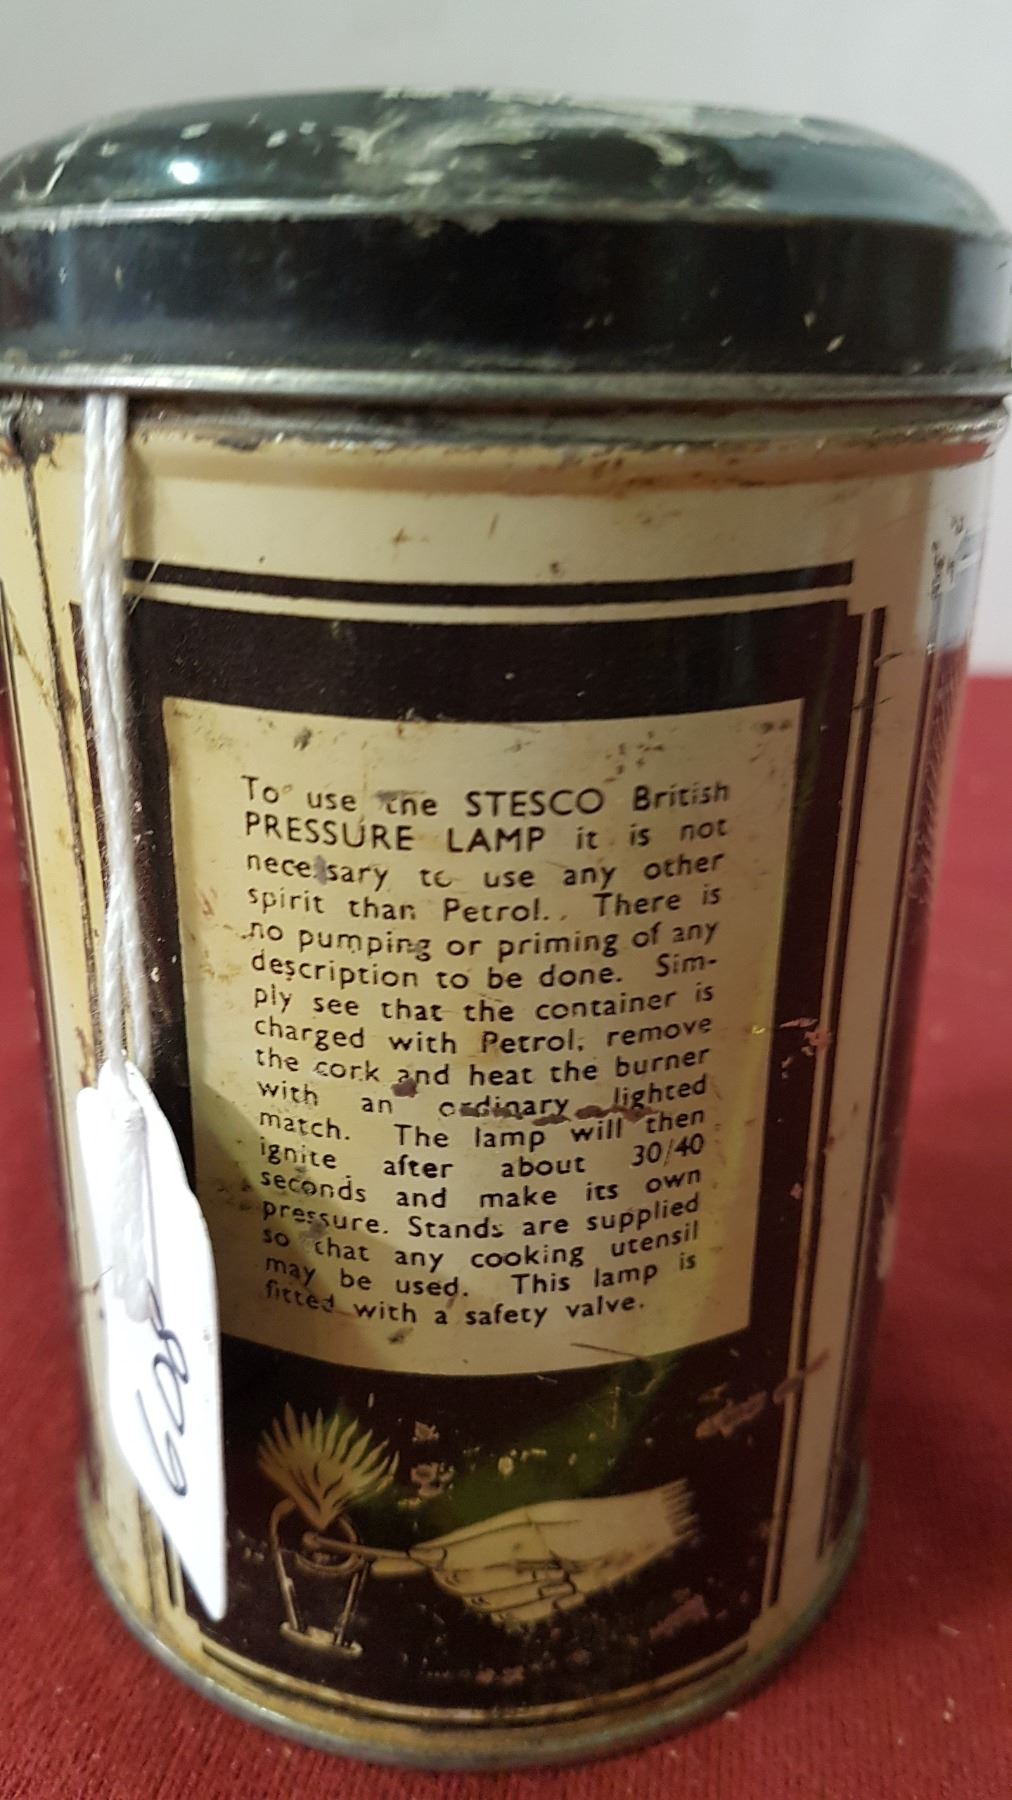 To use the STESCO British
PRESSURE LAMP it is not
necessary to use any other
spirit than Petrol. There is
no pumping or priming of any
description to be done. Sim-
ply see that the container is
charged with Petrol, remove
the cork and heat the burner
with an ordinary lighted
match. The lamp will then
ignite after about 30/40
seconds and make its own
pressure. Stands are supplied
so that any cooking utensil
may be used. This lamp is
fitted with a safety valve.